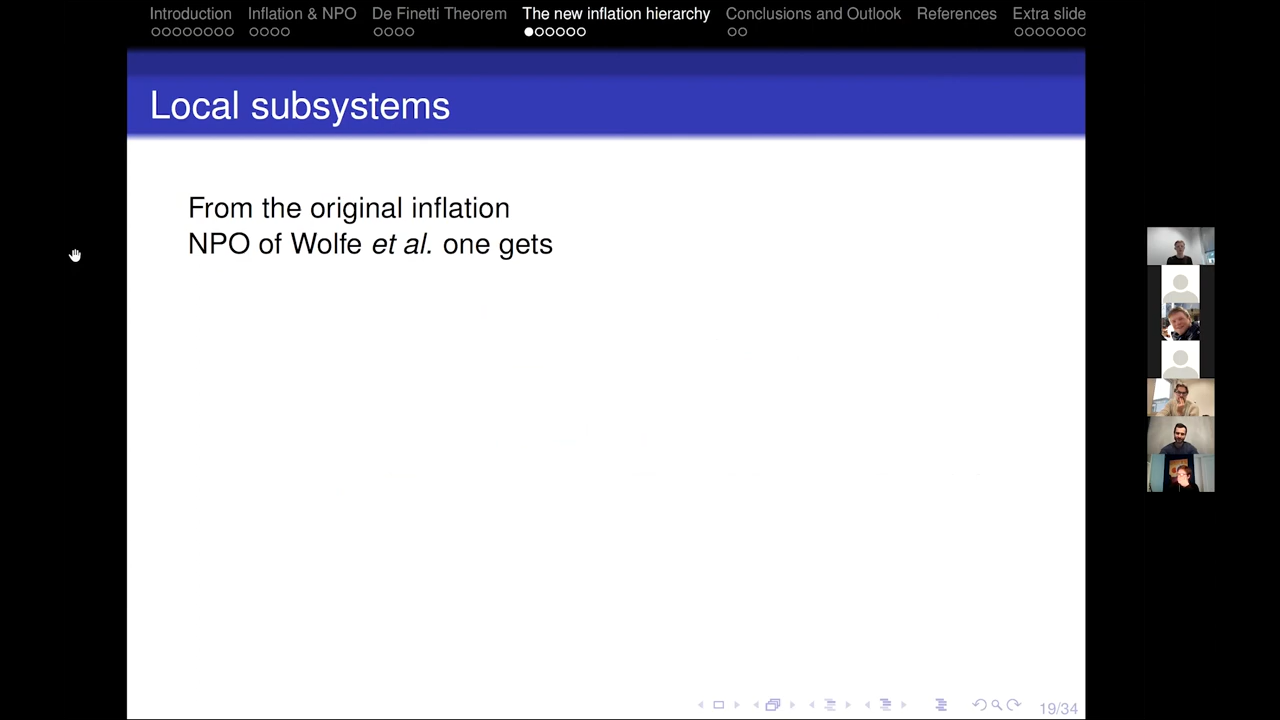 Introduction Inflation & NPO De Finetti Theorem The new inflation hierarchy Conclusions and Outlook References Extra slide
Local subsystems
From the original inflation
NPO of Wolfe et al. one gets
19/34